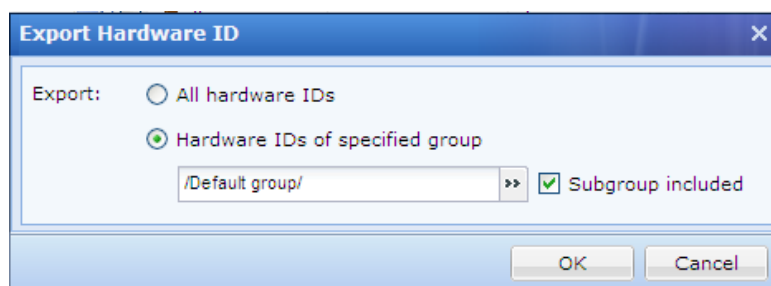 Export Hardware ID
Export: All hardware IDs
Hardware IDs of specified group
/Default group/ Subgroup included
OK Cancel